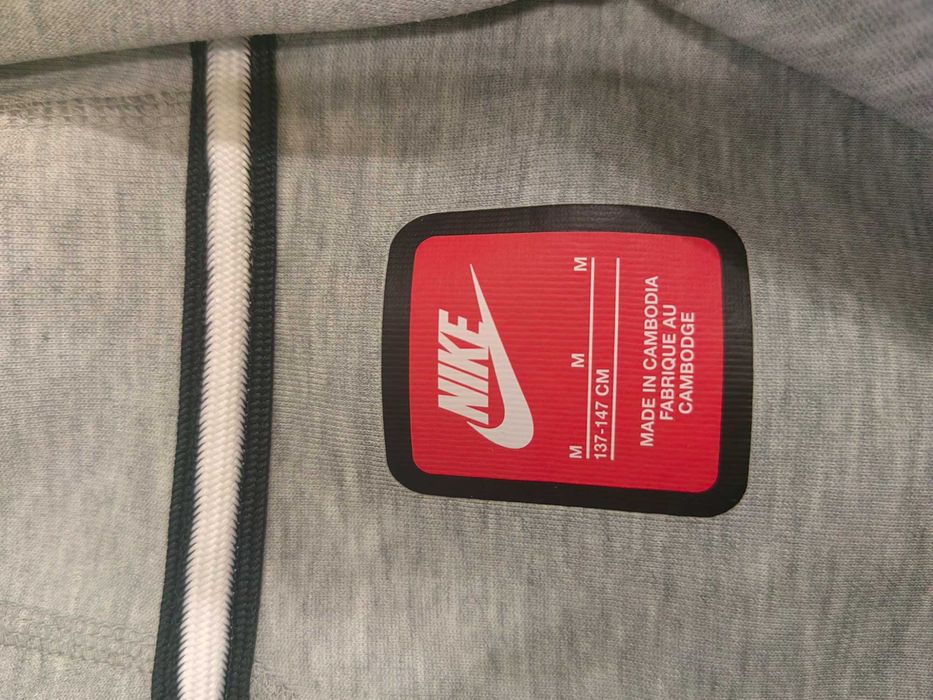 NIKE
M M M
137-147 CM
MADE IN CAMBODIA
FABRIQUE AU
CAMBODGE